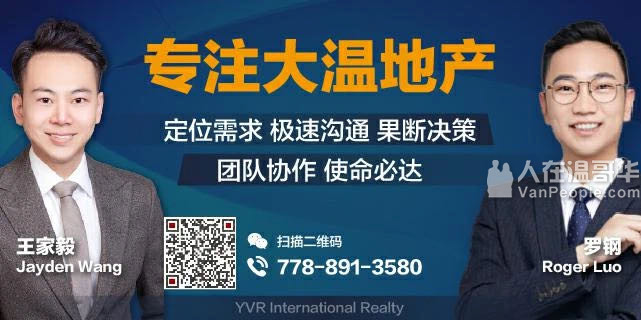 专注大温地产
定位需求 极速沟通 果断决策
团队协作 使命必达
人在温哥华
VanPeople.com
王家毅
Jayden Wang
扫描二维码
778-891-3580
罗钢
Roger Luo
YVR International Realty